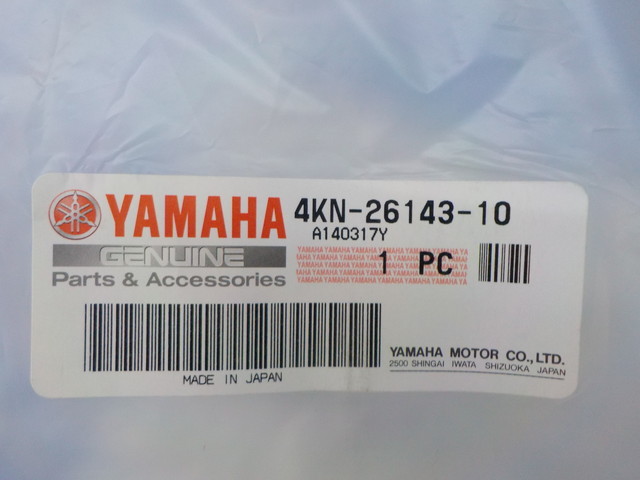 YAMAHA 4KN-26143-10
A140317Y
GENUINE
Parts & Accessories
1 PC
YAMAHA MOTOR CO., LTD.
2500 SHINGAI IWATA SHIZUOKA JAPAN
MADE IN JAPAN